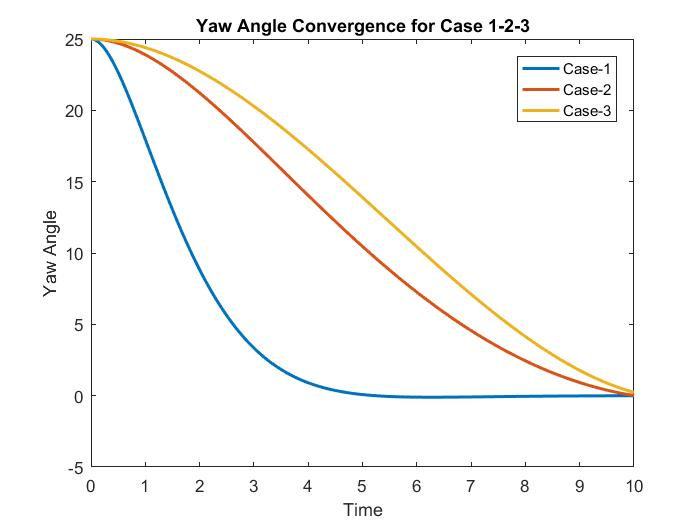 Yaw Angle Convergence for Case 1-2-3
25
20
15
10
5
0
-5
Yaw Angle
Case-1
Case-2
Case-3
0 1 2 3 4 5 6 7 8 9 10
Time